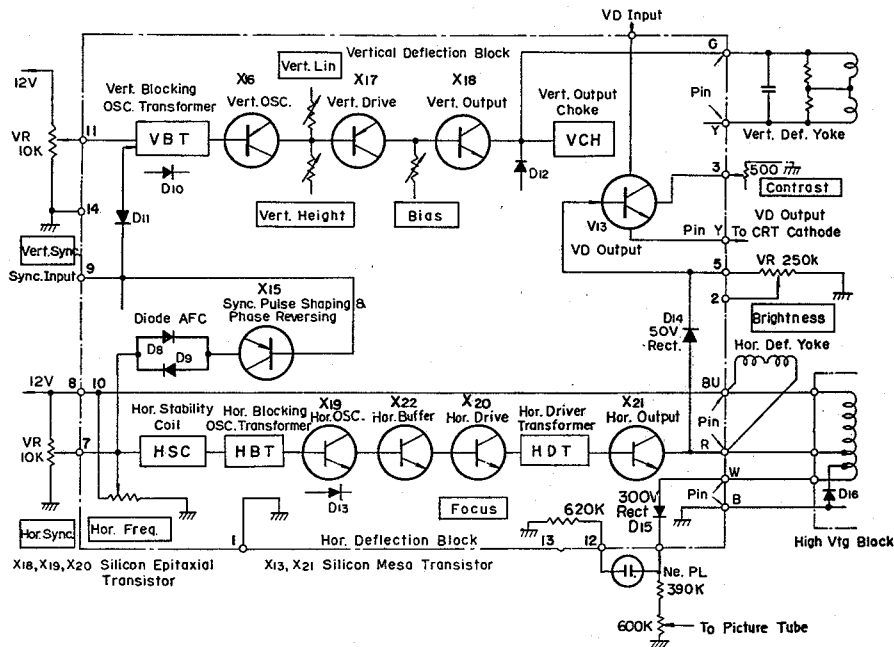 VD Input
Vertical Deflection Block
G
12V
Vert. Blocking
OSC. Transformer
X16
Vert. OSC.
Vert. Lin
X17
Vert. Drive
X18
Vert. Output
Vert. Output
Choke
Pin
VR
10K
11
VBT
VCH
Y
Vert. Def. Yoke
D10
D12
3
500
D11
Contrast
14
Vert. Height
Bias
V13
VD Output
VD Output
Pin Y To CRT Cathode
Vert. Sync.
Sync. Input
9
5
VR 250k
X15
Sync. Pulse Shaping &
Phase Reversing
2
Diode AFC
D14
50V
Rect.
Brightness
D8
D9
Hor. Def. Yoke
12V
8
10
BU
Hor. Stability
Coil
Hor. Blocking
OSC. Transformer
X19
Hor. OSC.
X22
Hor. Buffer
X20
Hor. Drive
Hor. Driver
Transformer
X21
Hor. Output
Pin
R
VR
10K
7
HSC
HBT
HDT
W
D13
300V
Rect
D15
Pin
B
D16
Focus
620K
Hor. Sync.
Hor. Freq.
1
Hor. Deflection Block
13
12
High Vtg Block
X18, X19, X20 Silicon Epitaxial
Transistor
X13, X21 Silicon Mesa Transistor
Ne. PL
390K
600K
To Picture Tube